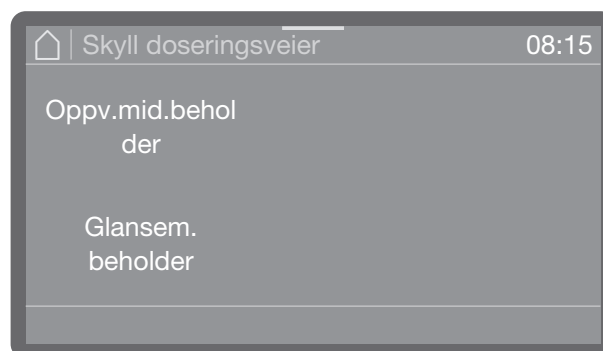 Skyll doseringsveier 08:15
Oppv.mid.behol
der
Glansem.
beholder